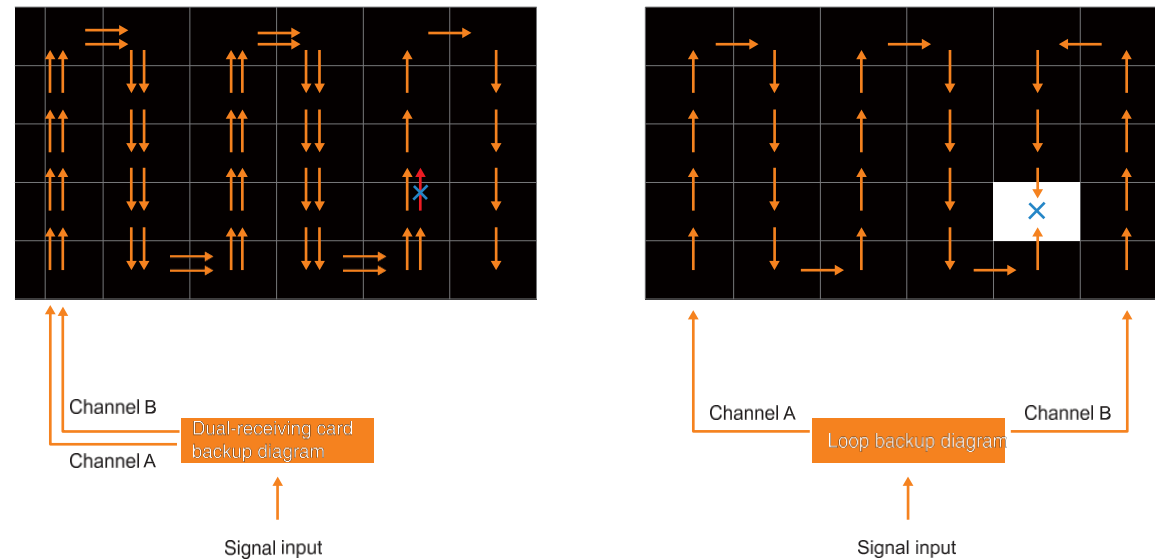 Channel B
Dual-receiving card
backup diagram
Channel A
Signal input
Channel A
Channel B
Loop backup diagram
Signal input